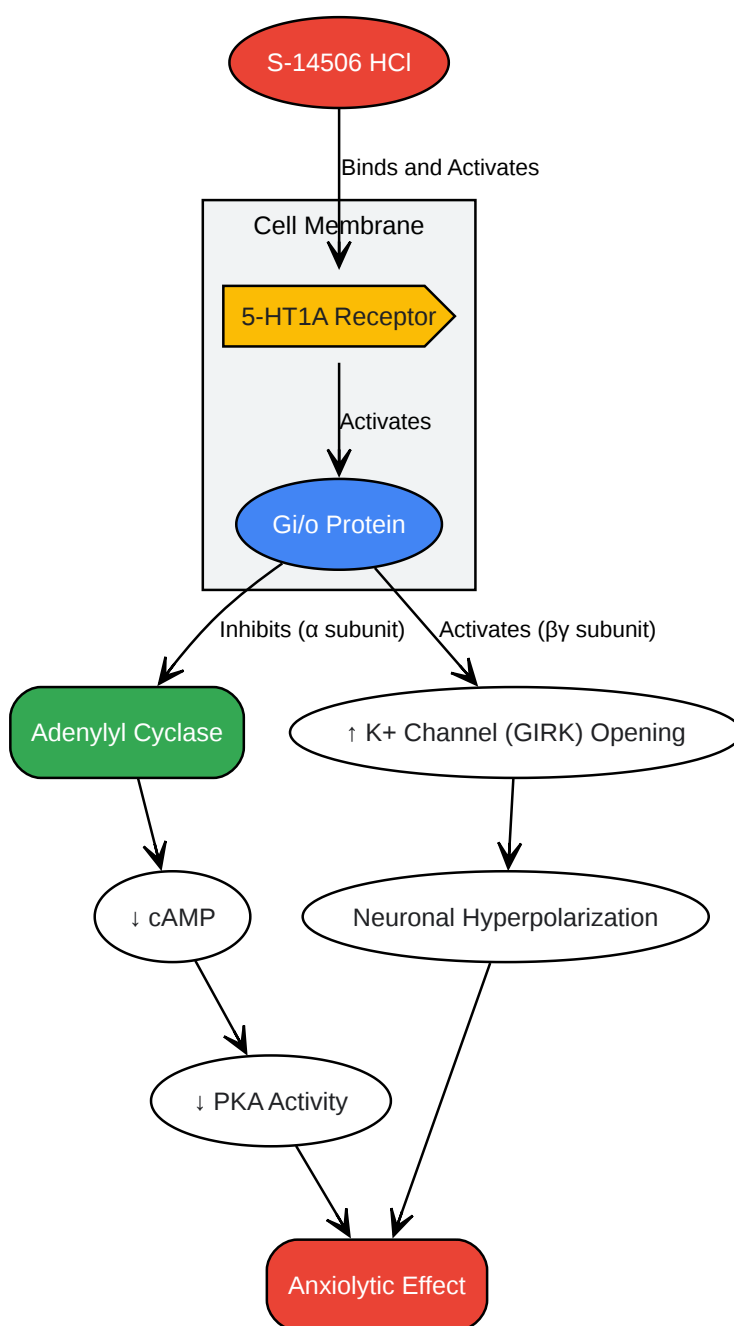 S-14506 HCl
Binds and Activates
Cell Membrane
5-HT1A Receptor
Activates
Gi/o Protein
Inhibits (α subunit)
Activates (βγ subunit)
Adenylyl Cyclase
↑ K+ Channel (GIRK) Opening
↓ cAMP
Neuronal Hyperpolarization
↓ PKA Activity
Anxiolytic Effect